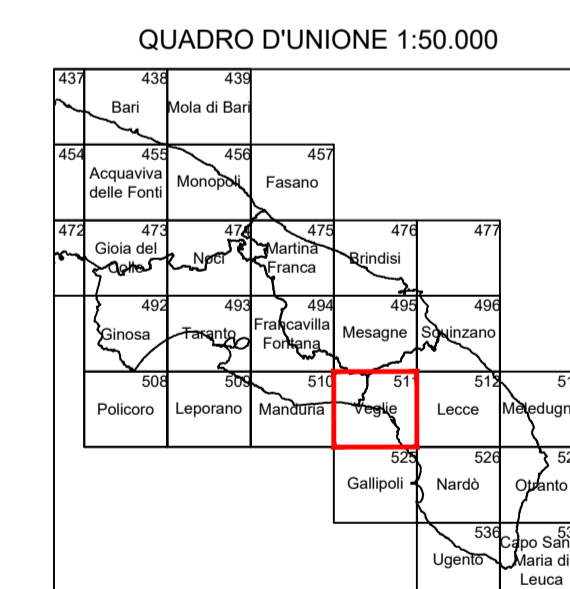 QUADRO D'UNIONE 1:50.000
437 438 439
Bari Mola di Bari
454 455 456 457
Acquaviva
delle Fonti
Monopoli Fasano
472 473 474 475 476 477
Gioia del
Colle
Noci
Martina
Franca
Brindisi
492 493 494 495 496
Ginosa Taranto
Francavilla
Fontana
Mesagne Squinzano
508 509 510 511 512
Policoro Leporano Manduria Veglie Lecce
525 526
Gallipoli Nardò Otranto
536
Ugento
Capo San
Maria di
Leuca